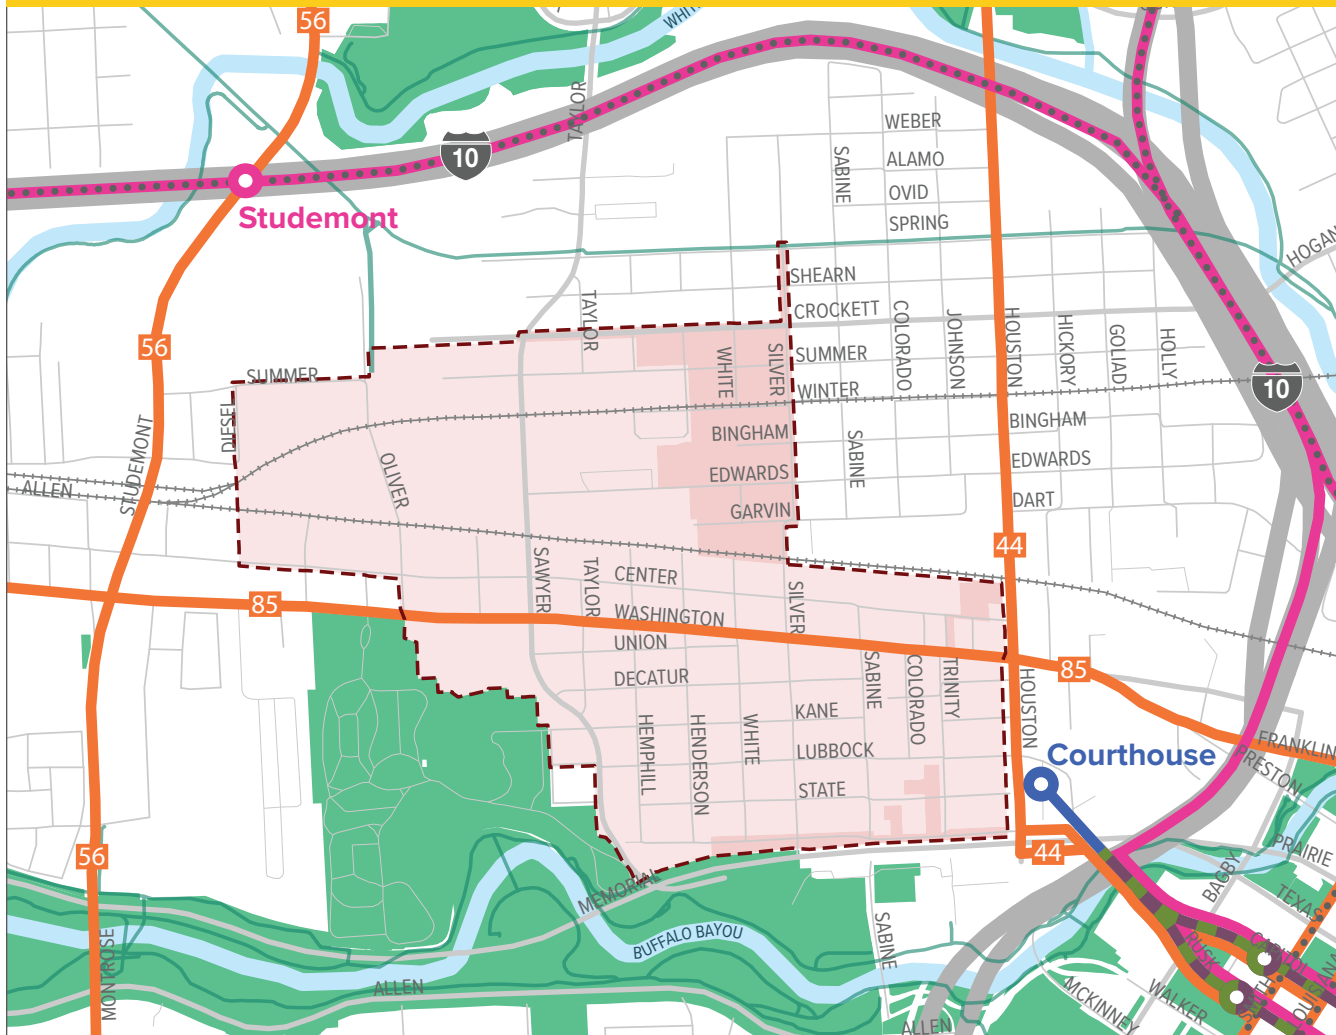 56
WHITE
TAYLOR
10
WEBER
SABINE
ALAMO
OVID
SPRING
Studemont
HOGAN
SHEARN
TAYLOR
CROCKETT
COLORADO
JOHNSON
HOUSTON
HICKORY
GOLIAD
HOLLY
56
WHITE
SILVER
SUMMER
SUMMER
WINTER
10
DIESEL
STUDEMONT
BINGHAM
BINGHAM
SABINE
OLIVER
EDWARDS
EDWARDS
ALLEN
GARVIN
DART
44
SAWYER
TAYLOR
CENTER
SILVER
85
WASHINGTON
UNION
SABINE
COLORADO
TRINITY
85
DECATUR
HOUSTON
KANE
HEMPHILL
HENDERSON
WHITE
LUBBOCK
Courthouse
FRANKLIN
PRESTON
STATE
56
44
PRAIRIE
BAGBY
MEMORIAL
TEXAS
SABINE
BUFFALO BAYOU
RUSK
CAPITOL
MONTROSE
ALLEN
MCKINNEY
WALKER
SMITH
ALLEN